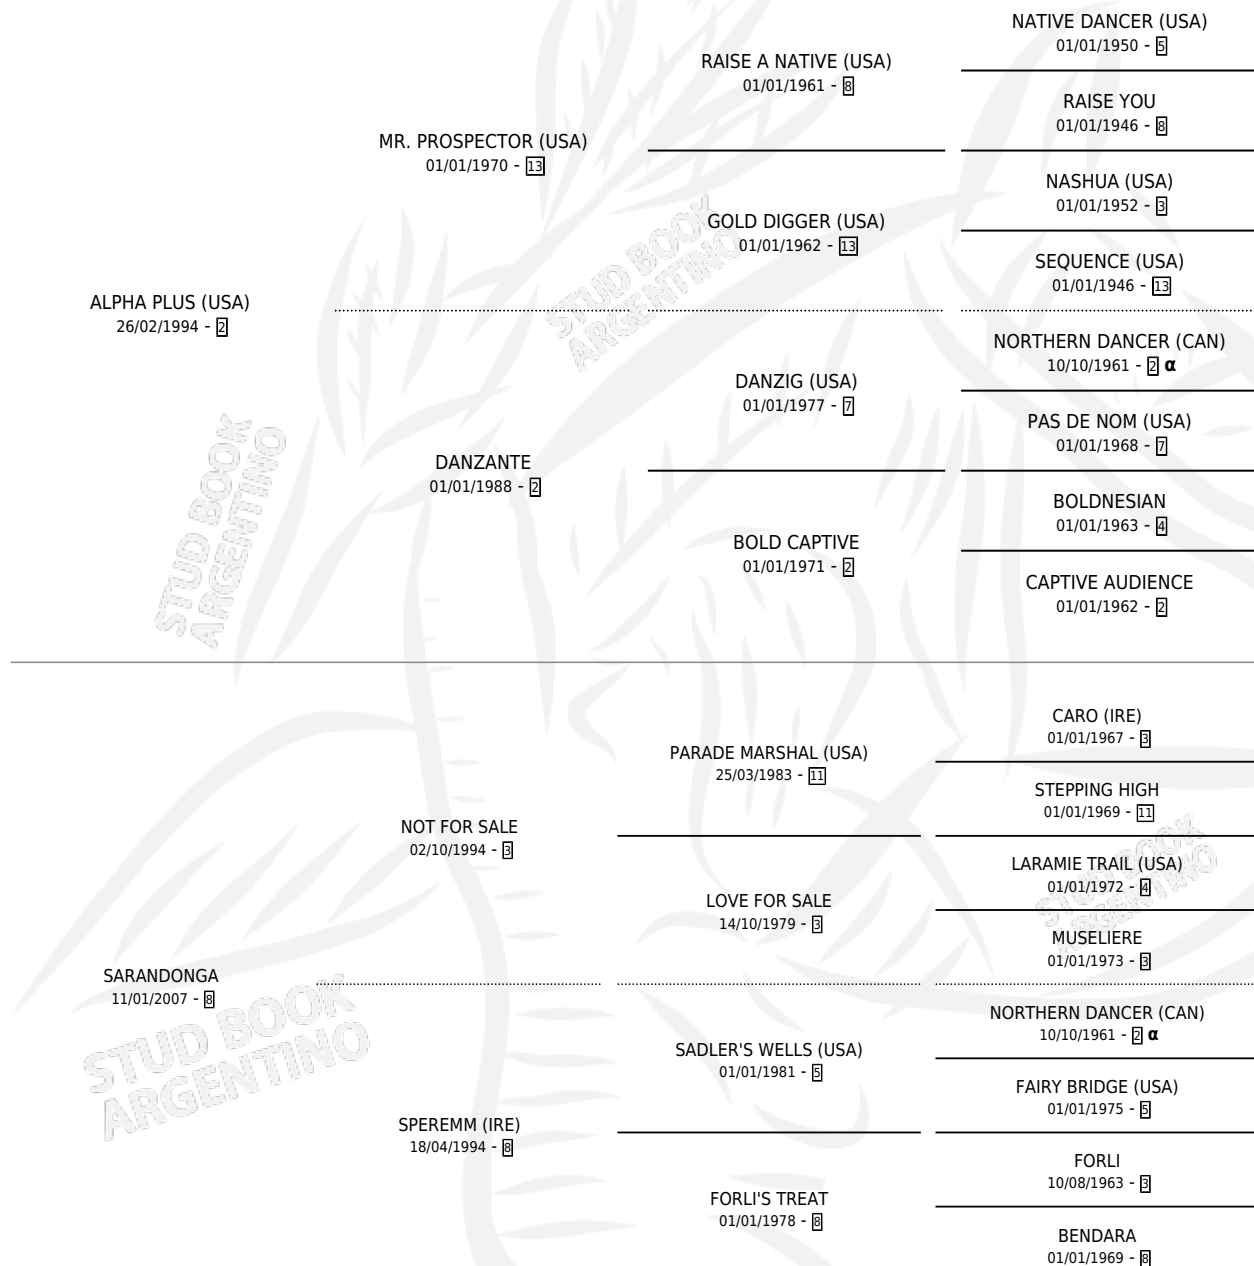 NATIVE DANCER (USA)
01/01/1950 - 5
RAISE A NATIVE (USA)
01/01/1961 - 8
RAISE YOU
01/01/1946 - 8
MR. PROSPECTOR (USA)
01/01/1970 - 13
NASHUA (USA)
01/01/1952 - 3
GOLD DIGGER (USA)
01/01/1962 - 13
SEQUENCE (USA)
01/01/1946 - 13
ALPHA PLUS (USA)
26/02/1994 - 2
NORTHERN DANCER (CAN)
10/10/1961 - 2 α
DANZIG (USA)
01/01/1977 - 7
PAS DE NOM (USA)
01/01/1968 - 7
DANZANTE
01/01/1988 - 2
BOLDNESIAN
01/01/1963 - 4
BOLD CAPTIVE
01/01/1971 - 2
CAPTIVE AUDIENCE
01/01/1962 - 2
CARO (IRE)
01/01/1967 - 3
PARADE MARSHAL (USA)
25/03/1983 - 11
STEPPING HIGH
01/01/1969 - 11
NOT FOR SALE
02/10/1994 - 3
LARAMIE TRAIL (USA)
01/01/1972 - 4
LOVE FOR SALE
14/10/1979 - 3
MUSELIERE
01/01/1973 - 3
SARANDONGA
11/01/2007 - 8
NORTHERN DANCER (CAN)
10/10/1961 - 2 α
SADLER'S WELLS (USA)
01/01/1981 - 5
FAIRY BRIDGE (USA)
01/01/1975 - 5
SPEREMM (IRE)
18/04/1994 - 8
FORLI
10/08/1963 - 3
FORLI'S TREAT
01/01/1978 - 8
BENDARA
01/01/1969 - 8
STUD BOOK
ARGENTINO
STUD BOOK
ARGENTINO
STUD BOOK
ARGENTINO
STUD BOOK
ARGENTINO